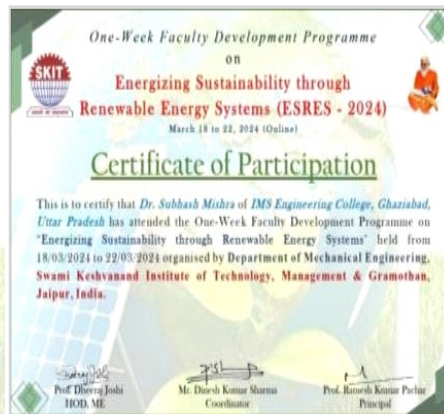 One-Week Faculty Development Programme
on
SKIT
Energizing Sustainability through
Renewable Energy Systems (ESRES - 2024)
March 18 to 22, 2024 (Online)
Certificate of Participation
This is to certify that Dr. Subhash Mishra of IMS Engineering College, Ghaziabad,
Uttar Pradesh has attended the One-Week Faculty Development Programme on
"Energizing Sustainability through Renewable Energy Systems" held from
18/03/2024 to 22/03/2024 organised by Department of Mechanical Engineering,
Swami Keshvanand Institute of Technology, Management & Gramothan,
Jaipur, India.
Prof. Dheeraj Joshi
HOD, ME
Mr. Dinesh Kumar Sharma
Coordinator
Prof. Ramesh Kumar Pachar
Principal